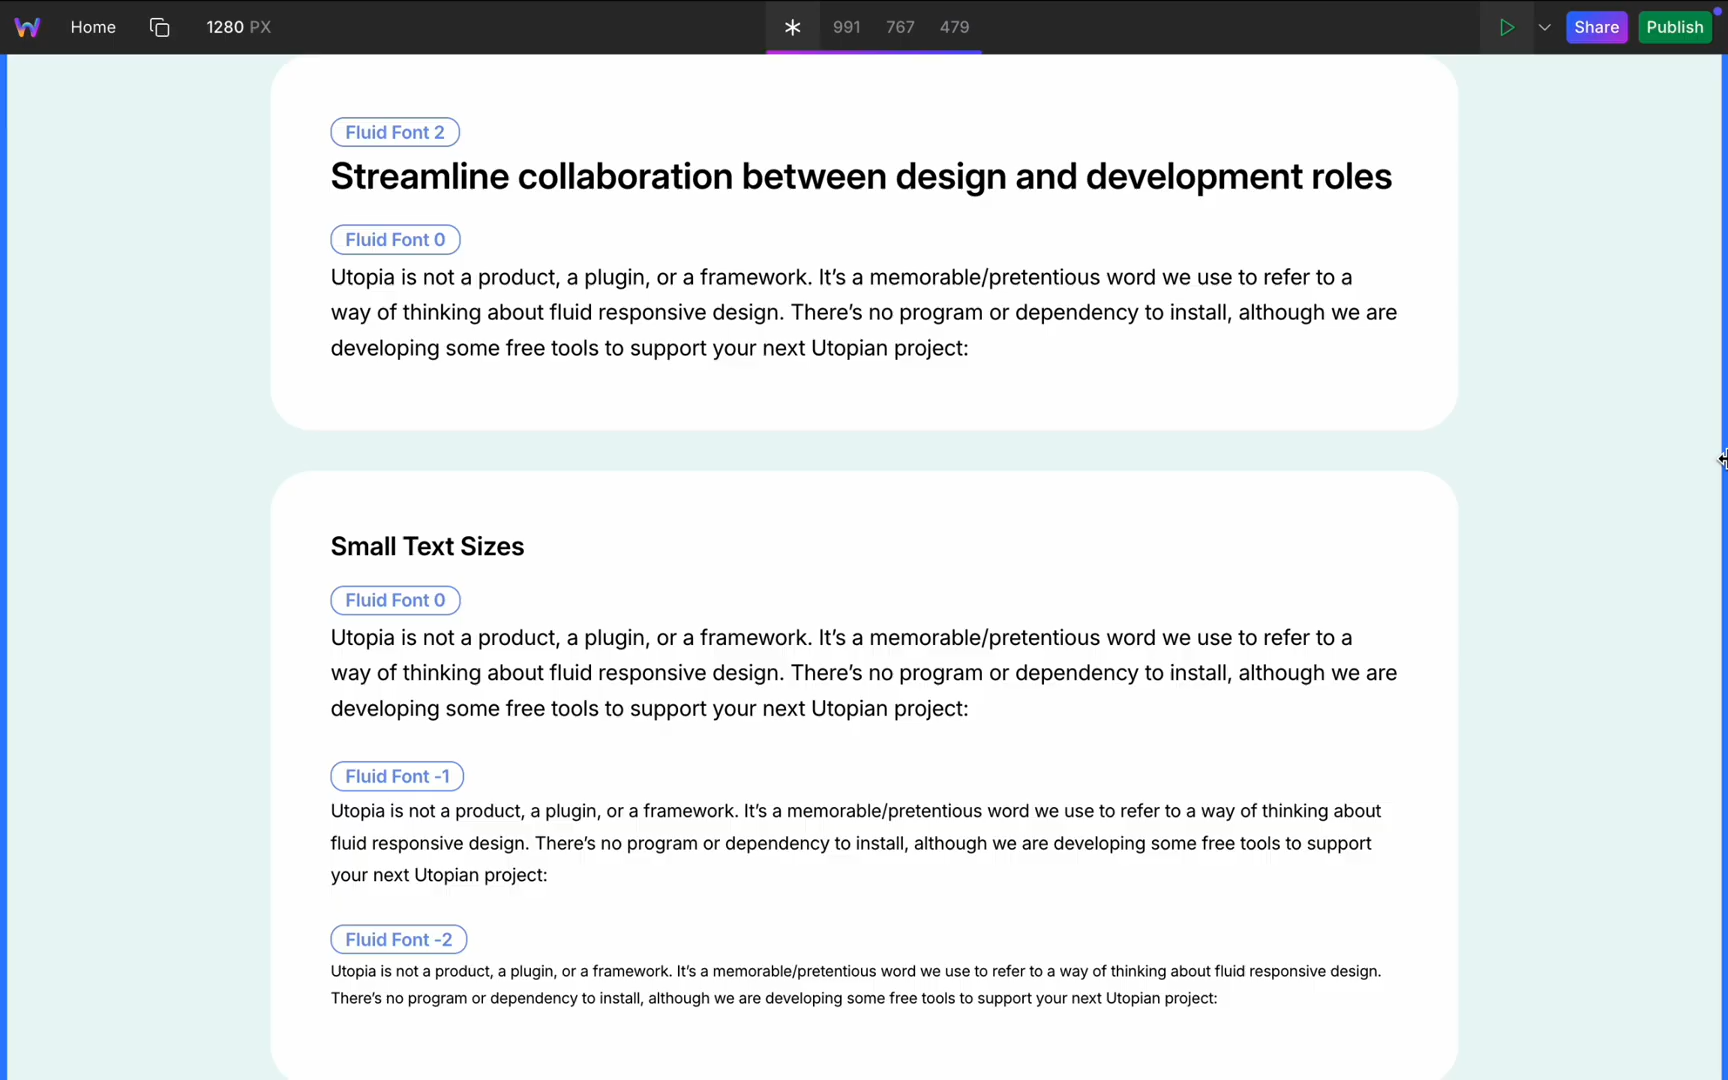 Home
1280 PX
991
767
479
Share
Publish
Fluid Font 2
Streamline collaboration between design and development roles
Fluid Font 0
Utopia is not a product, a plugin, or a framework. It’s a memorable/pretentious word we use to refer to a
way of thinking about fluid responsive design. There’s no program or dependency to install, although we are
developing some free tools to support your next Utopian project:
Small Text Sizes
Fluid Font 0
Utopia is not a product, a plugin, or a framework. It’s a memorable/pretentious word we use to refer to a
way of thinking about fluid responsive design. There’s no program or dependency to install, although we are
developing some free tools to support your next Utopian project:
Fluid Font -1
Utopia is not a product, a plugin, or a framework. It’s a memorable/pretentious word we use to refer to a way of thinking about
fluid responsive design. There’s no program or dependency to install, although we are developing some free tools to support
your next Utopian project:
Fluid Font -2
Utopia is not a product, a plugin, or a framework. It’s a memorable/pretentious word we use to refer to a way of thinking about fluid responsive design.
There’s no program or dependency to install, although we are developing some free tools to support your next Utopian project: